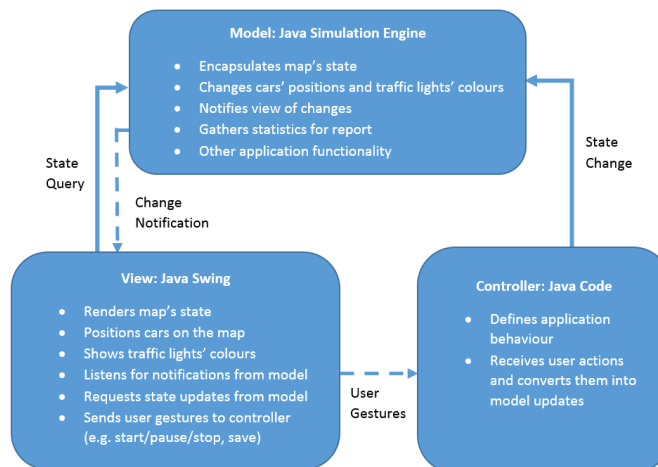 Model: Java Simulation Engine
• Encapsulates map's state
• Changes cars' positions and traffic lights' colours
• Notifies view of changes
• Gathers statistics for report
• Other application functionality
State
Query
Change
Notification
State
Change
View: Java Swing
• Renders map's state
• Positions cars on the map
• Shows traffic lights' colours
• Listens for notifications from model
• Requests state updates from model
• Sends user gestures to controller
(e.g. start/pause/stop, save)
User
Gestures
Controller: Java Code
• Defines application
behaviour
• Receives user actions
and converts them into
model updates